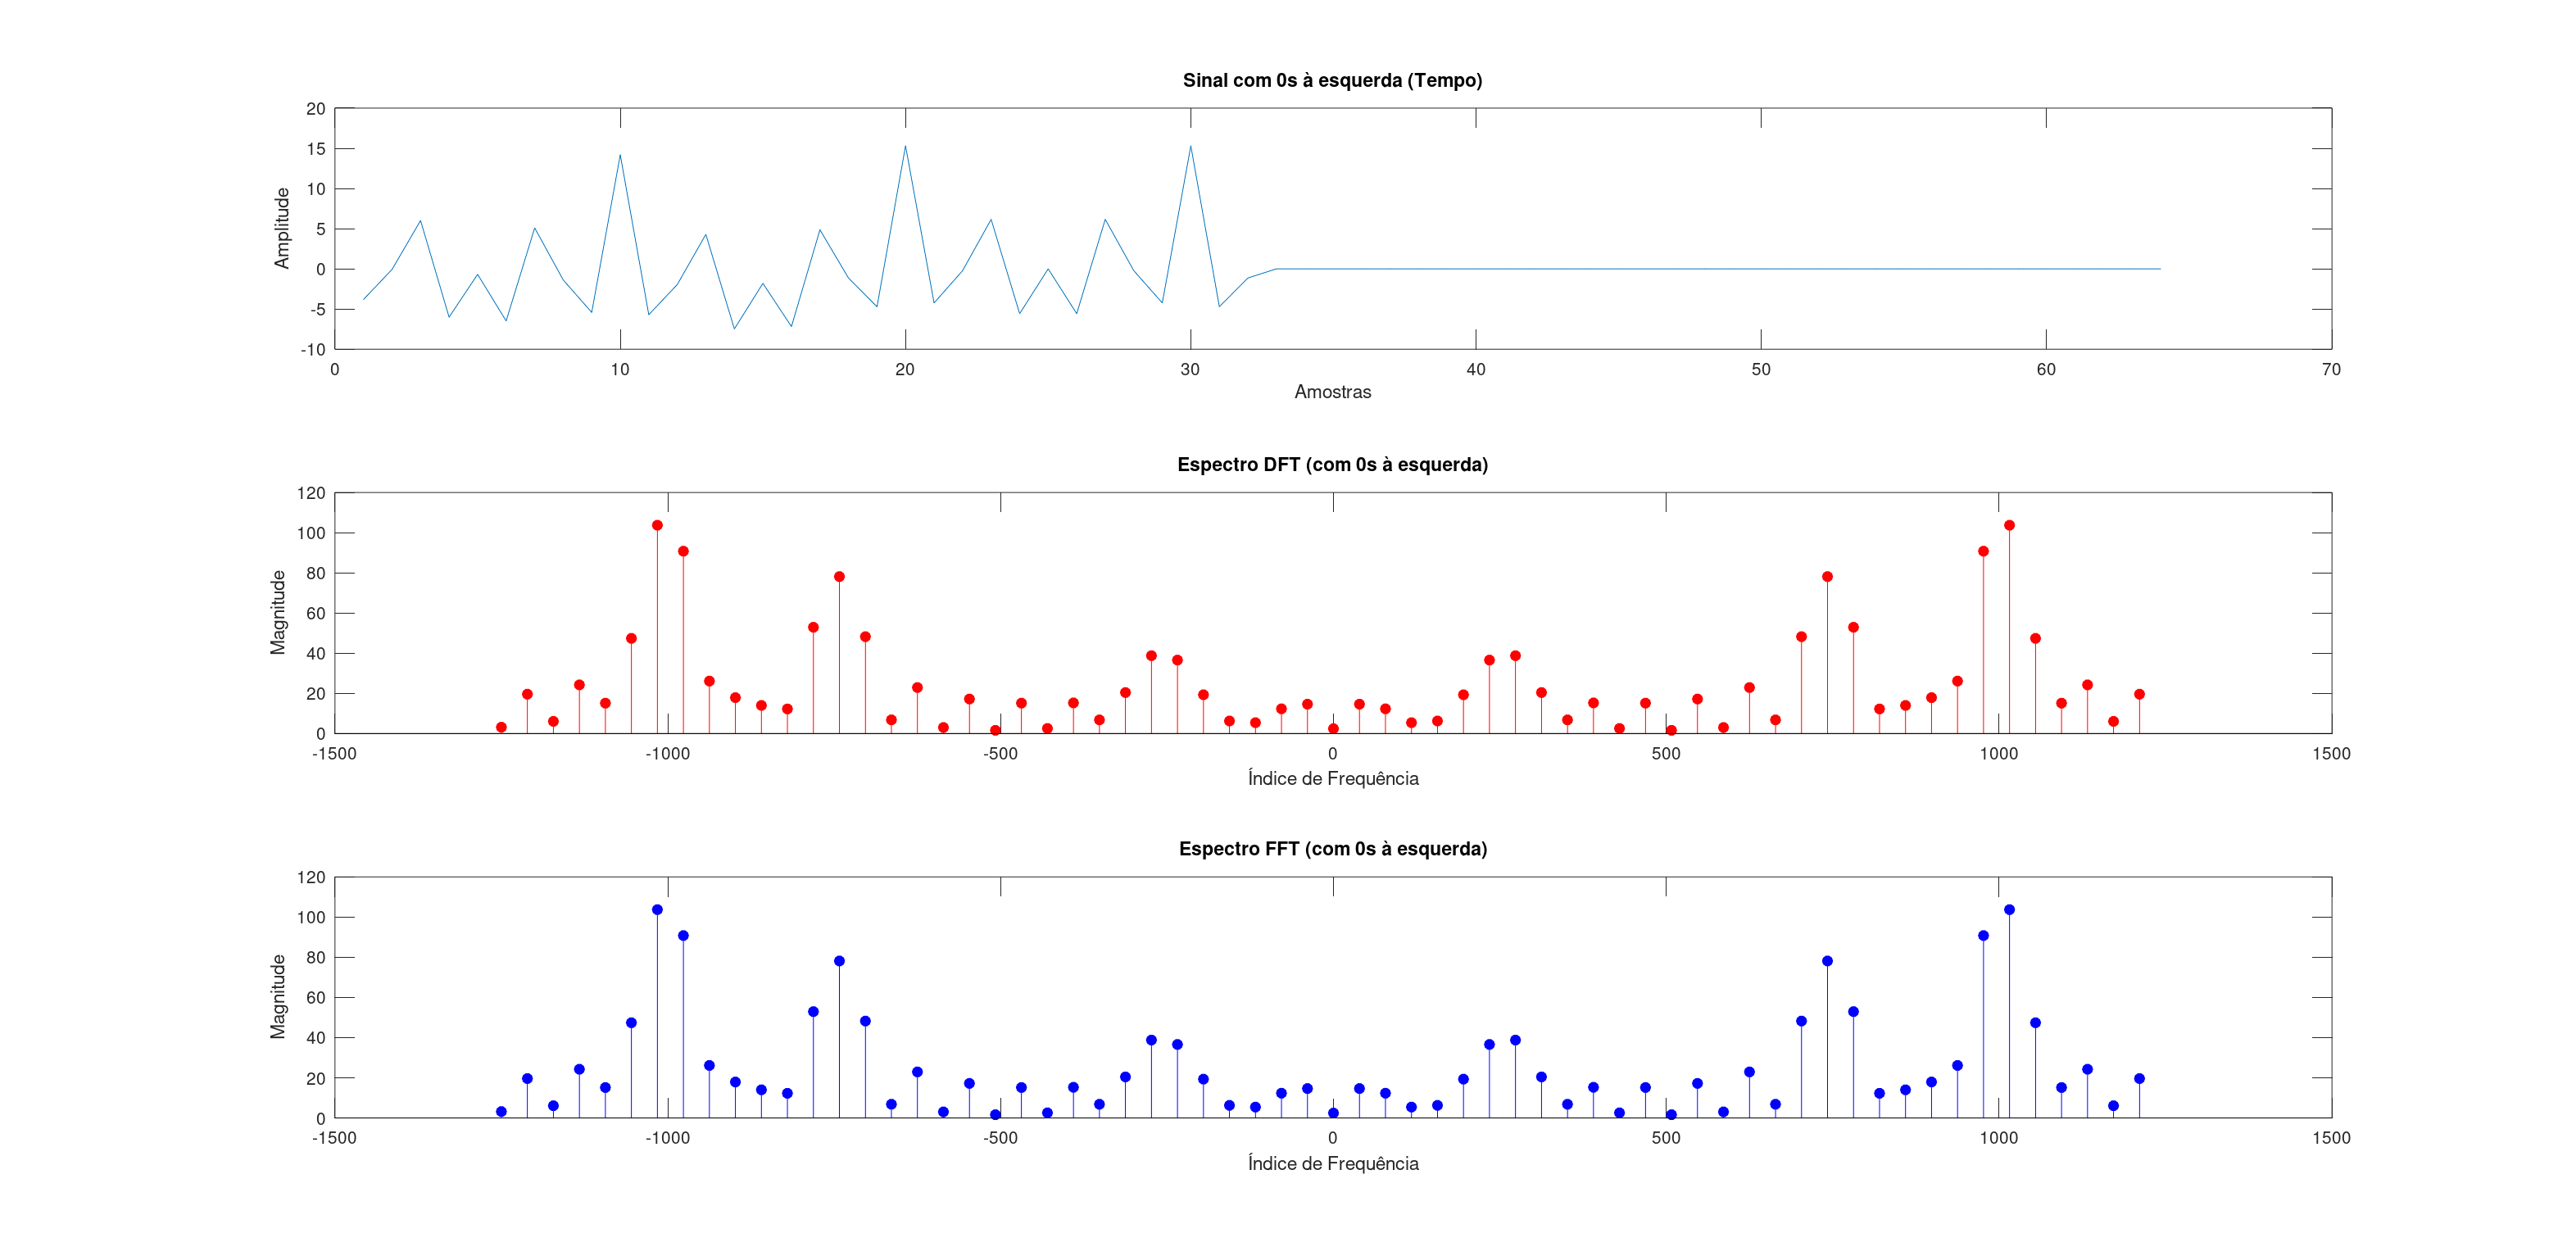 Sinal com 0s à esquerda (Tempo)
20
15
10
5
0
-5
-10
Amplitude
0 10 20 30 40 50 60 70
Amostras
Espectro DFT (com 0s à esquerda)
120
100
80
60
40
20
0
Magnitude
-1500 -1000 -500 0 500 1000 1500
Índice de Frequência
Espectro FFT (com 0s à esquerda)
120
100
80
60
40
20
0
Magnitude
-1500 -1000 -500 0 500 1000 1500
Índice de Frequência